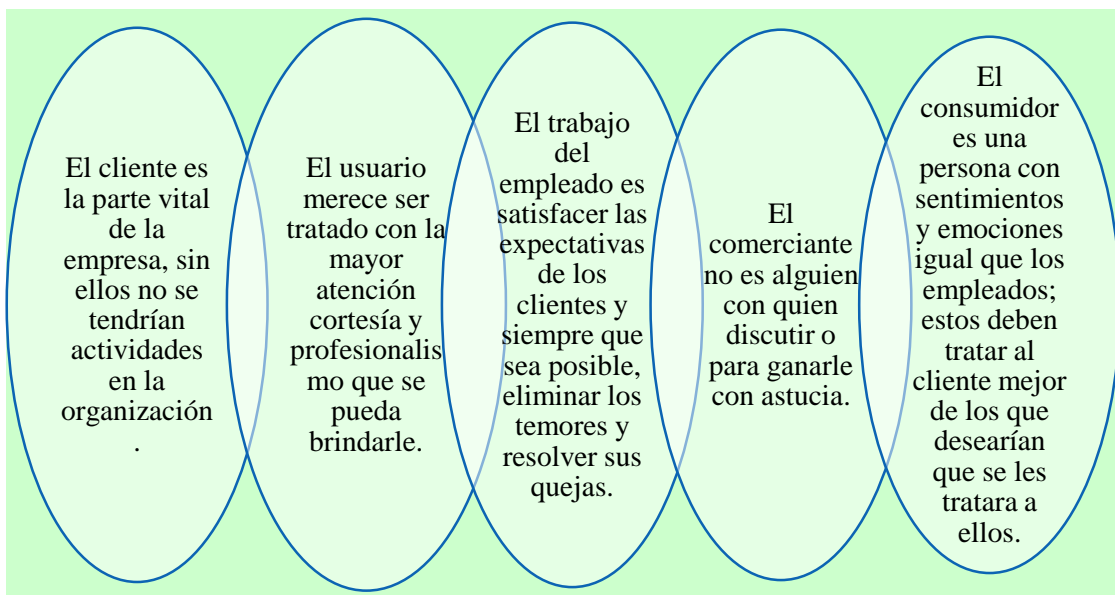 El cliente es
la parte vital
de la
empresa, sin
ellos no se
tendrían
actividades
en la
organización
.
El usuario
merece ser
tratado con la
mayor
atención
cortesía y
profesionalis
mo que se
pueda
brindarle.
El trabajo
del
empleado es
satisfacer las
expectativas
de los
clientes y
siempre que
sea posible,
eliminar los
temores y
resolver sus
quejas.
El
comerciante
no es alguien
con quien
discutir o
para ganarle
con astucia.
El
consumidor
es una
persona con
sentimientos
y emociones
igual que los
empleados;
estos deben
tratar al
cliente mejor
de los que
desearían
que se les
tratara a
ellos.